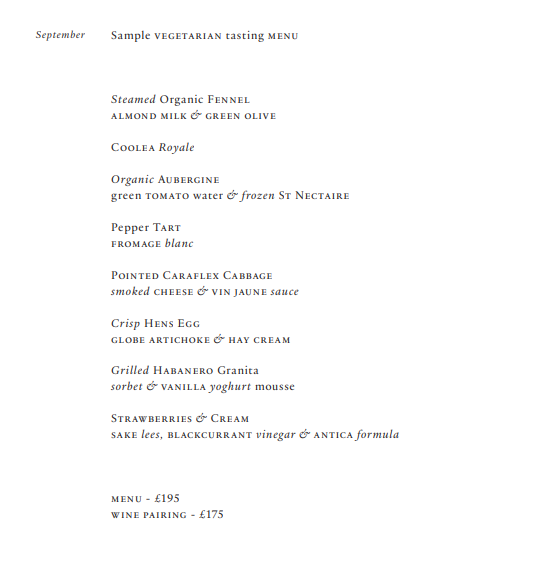 September Sample VEGETARIAN tasting MENU
Steamed Organic FENNEL
ALMOND MILK & GREEN OLIVE
COOLEA Royale
Organic AUBERGINE
green TOMATO water & frozen ST NECTAIRE
Pepper TART
FROMAGE blanc
POINTED CARAFLEX CABBAGE
smoked CHEESE & VIN JAUNE sauce
Crisp HENS EGG
GLOBE ARTICHOKE & HAY CREAM
Grilled HABANERO Granita
sorbet & VANILLA yoghurt mousse
STRAWBERRIES & CREAM
SAKE lees, BLACKCURRANT vinegar & ANTICA formula
MENU - £195
WINE PAIRING - £175